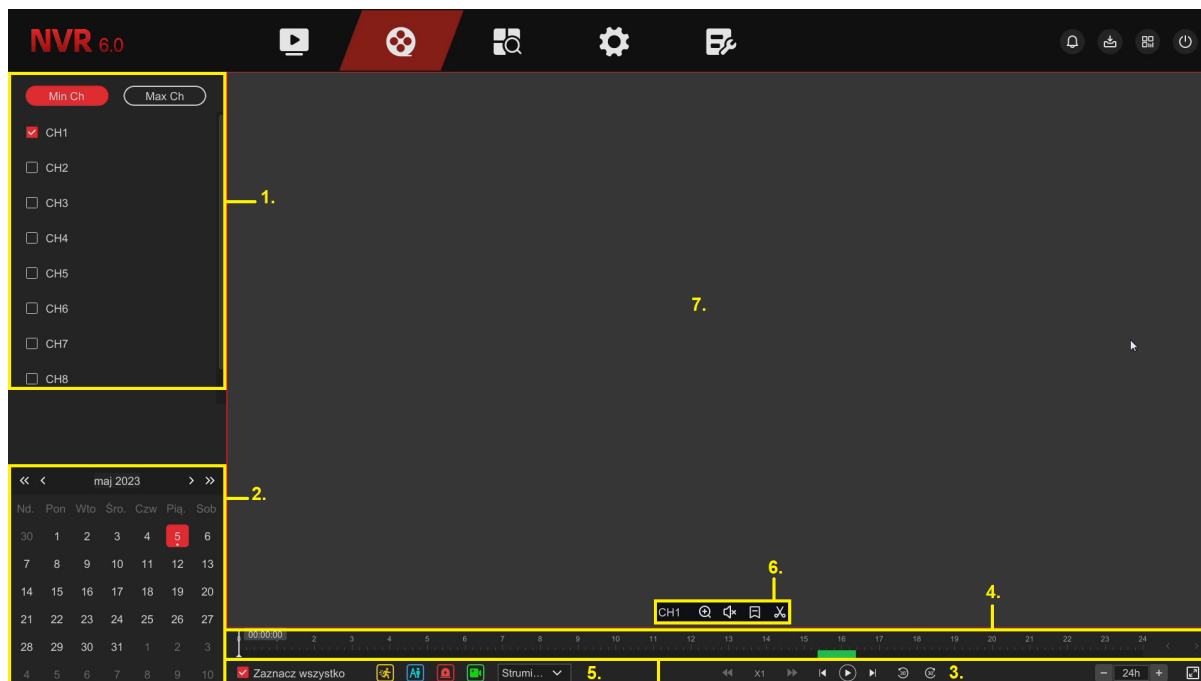 NVR 6.0
Min Ch Max Ch
CH1
CH2
CH3
CH4
CH5
CH6
CH7
CH8
1.
7.
maj 2023
Nd. Pon Wto Śro. Czw Pią. Sob
30 1 2 3 4 5 6
7 8 9 10 11 12 13
14 15 16 17 18 19 20
21 22 23 24 25 26 27
28 29 30 31 1 2 3
4 5 6 7 8 9 10
2.
6.
CH1
4.
00:00:00 2 3 4 5 6 7 8 9 10 11 12 13 14 15 16 17 18 19 20 21 22 23 24
Zaznacz wszystko Strumi... 5. X1 30 30 3. 24h